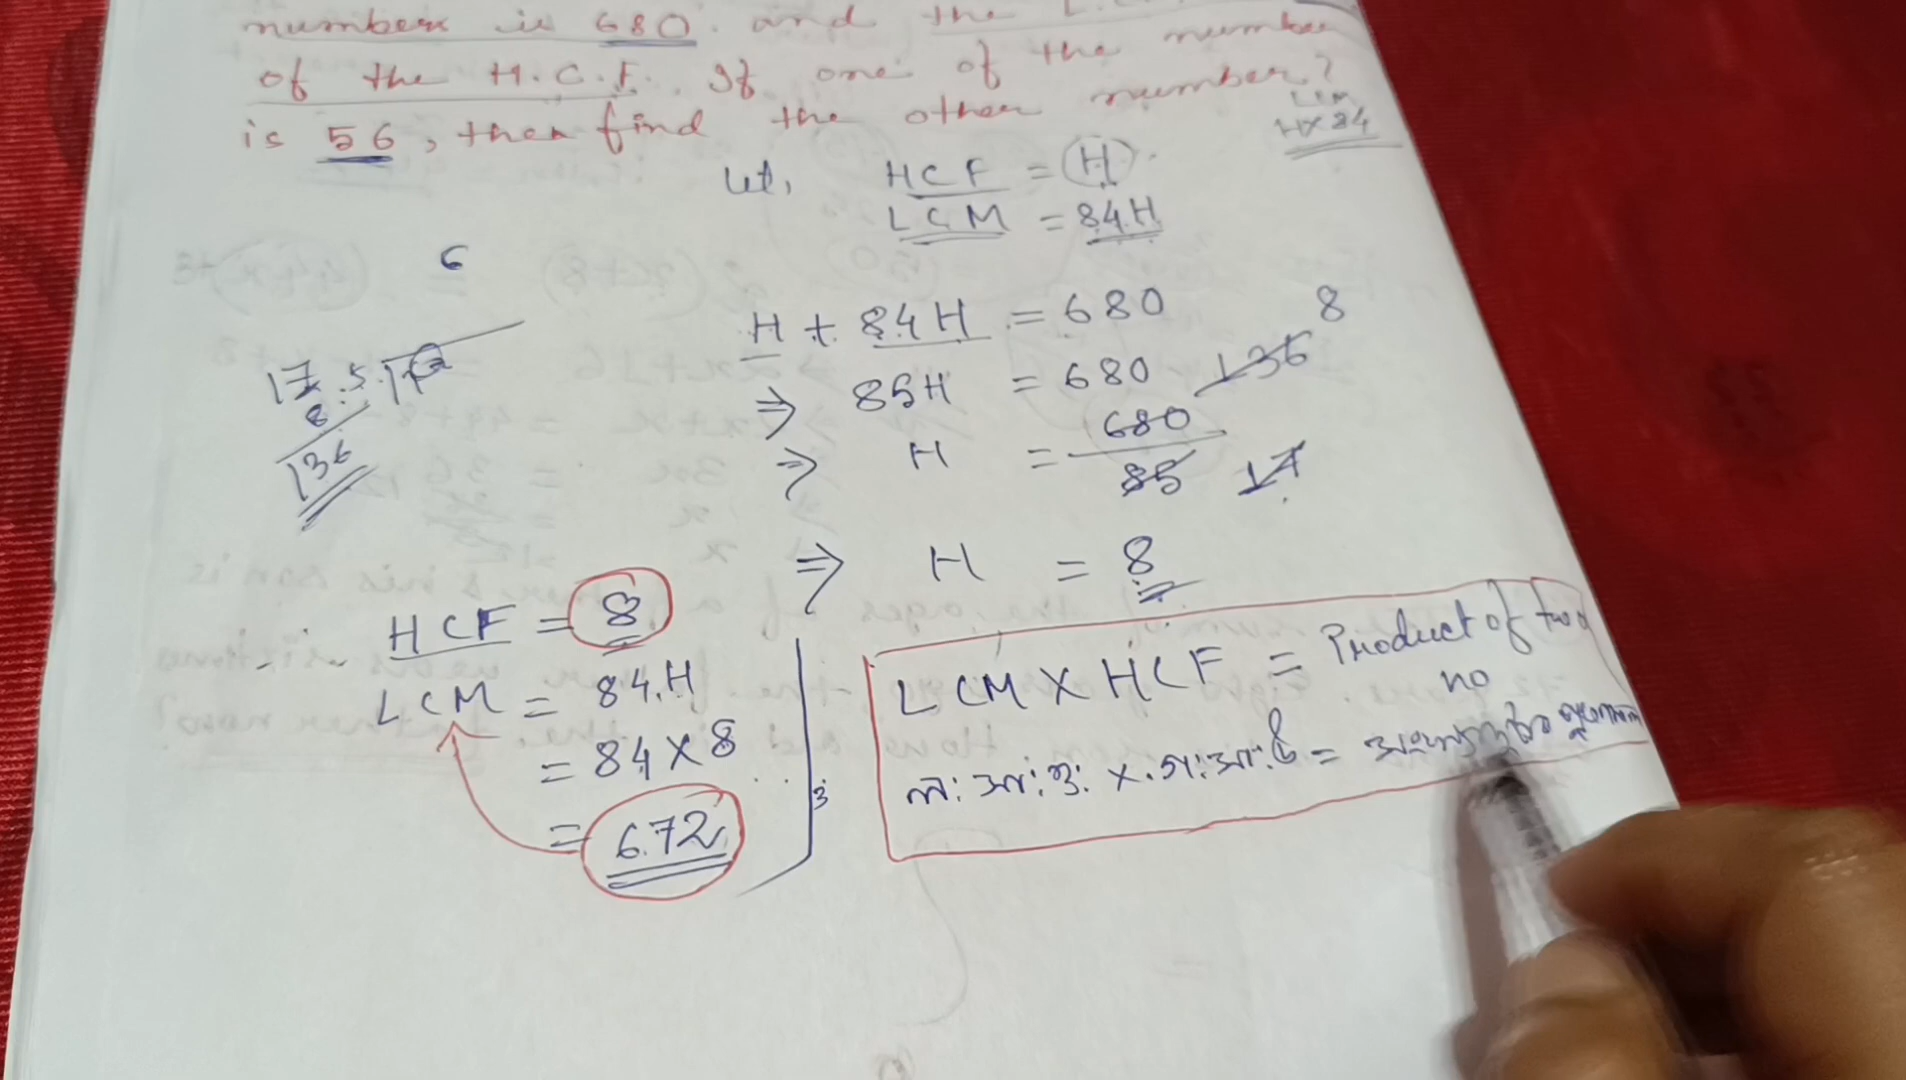 numbers is 680. and the L.
of the H.C.F. If one of the number
is 56, then find the other number?
LCM
H×84
Let, HCF = H
LCM = 84H
6
H + 84H = 680
8
⇒ 85H = 680 136
⇒ H = 680
85 17
17 5
8
136
⇒ H = 8
HCF = 8
LCM = 84.H
= 84×8
= 672
LCM × HCF = Product of two
no
ল:সা:গু: × গ:সা:গু =